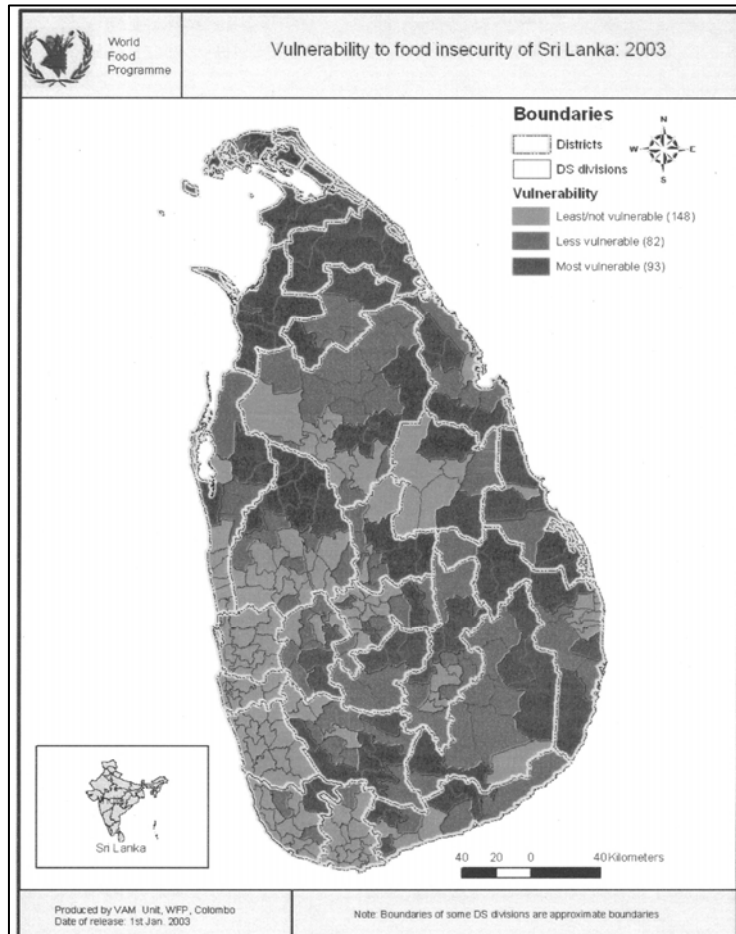 World
Food
Programme
Vulnerability to food insecurity of Sri Lanka: 2003
Boundaries
Districts
DS divisions
N
W
E
S
Vulnerability
Least/not vulnerable (148)
Less vulnerable (82)
Most vulnerable (93)
Sri Lanka
40 20 0 40 Kilometers
Produced by VAM Unit, WFP, Colombo
Date of release: 1st Jan. 2003
Note: Boundaries of some DS divisions are approximate boundaries